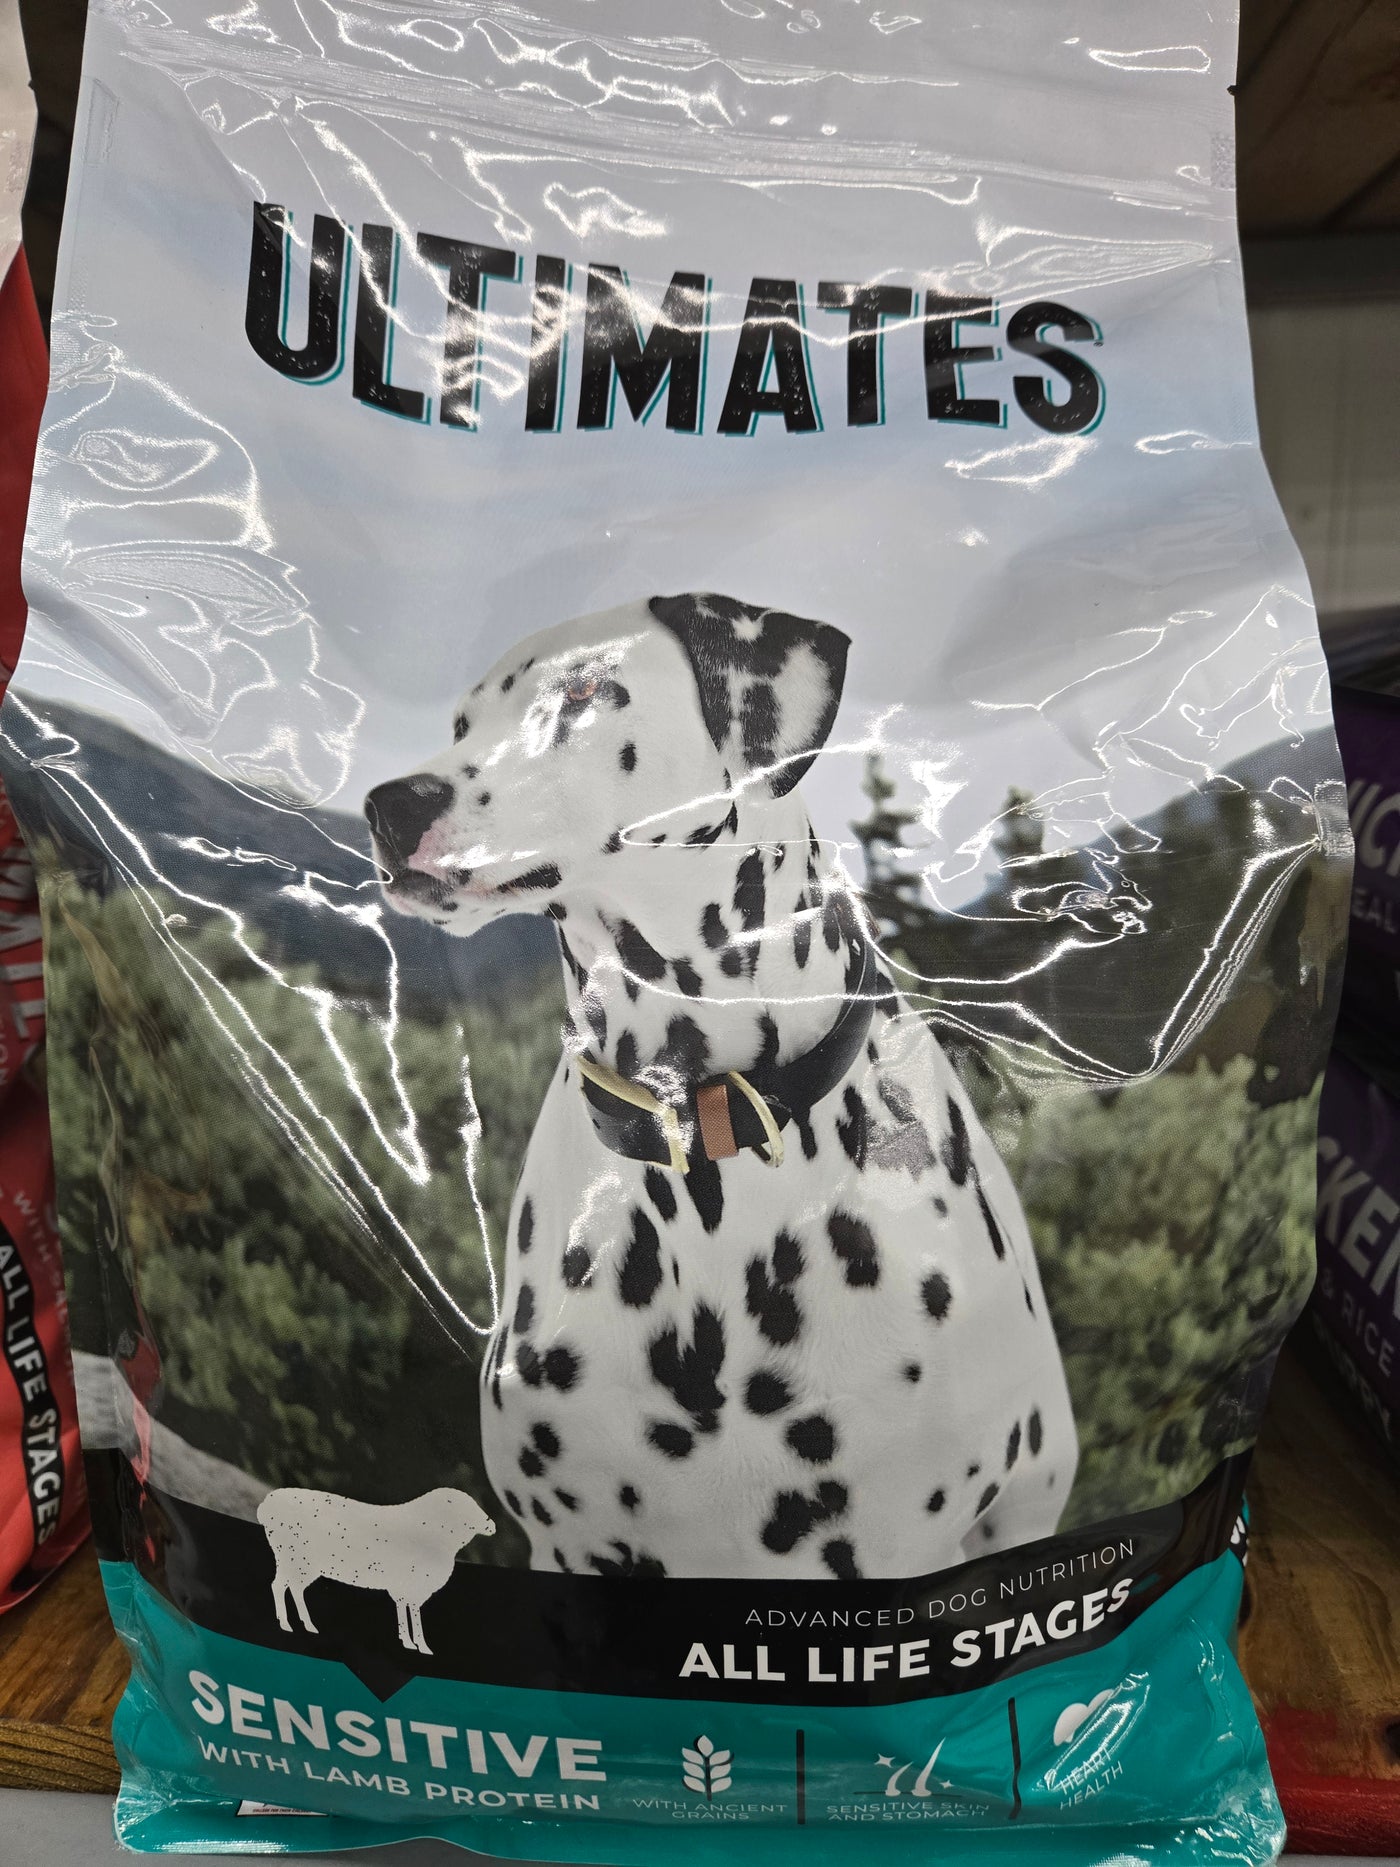 ULTIMATES
ADVANCED DOG NUTRITION
ALL LIFE STAGES
SENSITIVE
WITH LAMB PROTEIN
WITH ANCIENT
GRAINS
SENSITIVE SKIN
AND STOMACH
HEART
HEALTH
ALL LIFE STAGES
& RICE